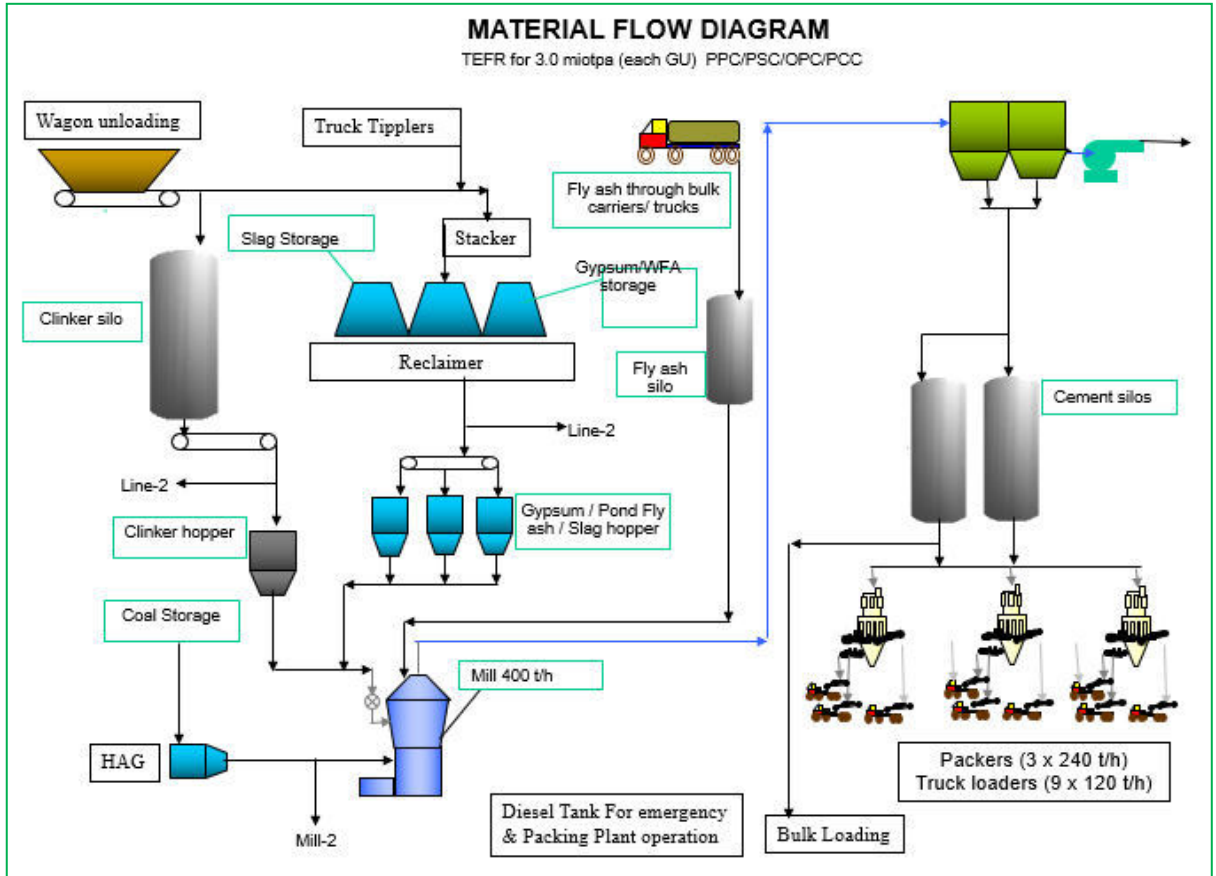 MATERIAL FLOW DIAGRAM
TEFR for 3.0 miotpa (each GU) PPC/PSC/OPC/PCC
Wagon unloading
Truck Tipplers
Fly ash through bulk
carriers/ trucks
Slag Storage
Stacker
Gypsum/WFA
storage
Clinker silo
Reclaimer
Fly ash
silo
Cement silos
Line-2
Line-2
Clinker hopper
Gypsum / Pond Fly
ash / Slag hopper
Coal Storage
Mill 400 t/h
HAG
Mill-2
Diesel Tank For emergency
& Packing Plant operation
Packers (3 x 240 t/h)
Truck loaders (9 x 120 t/h)
Bulk Loading